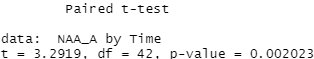 Paired t-test
data:  NAA_A by Time
t = 3.2919, df = 42, p-value = 0.002023